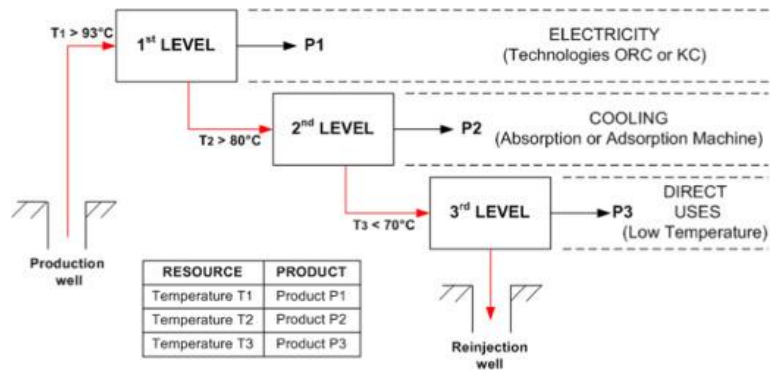 T1 > 93°C
1st LEVEL
P1
ELECTRICITY
(Technologies ORC or KC)
T2 > 80°C
2nd LEVEL
P2
COOLING
(Absorption or Adsorption Machine)
T3 < 70°C
3rd LEVEL
P3
DIRECT
USES
(Low Temperature)
Production
well
RESOURCE PRODUCT
Temperature T1 Product P1
Temperature T2 Product P2
Temperature T3 Product P3
Reinjection
well